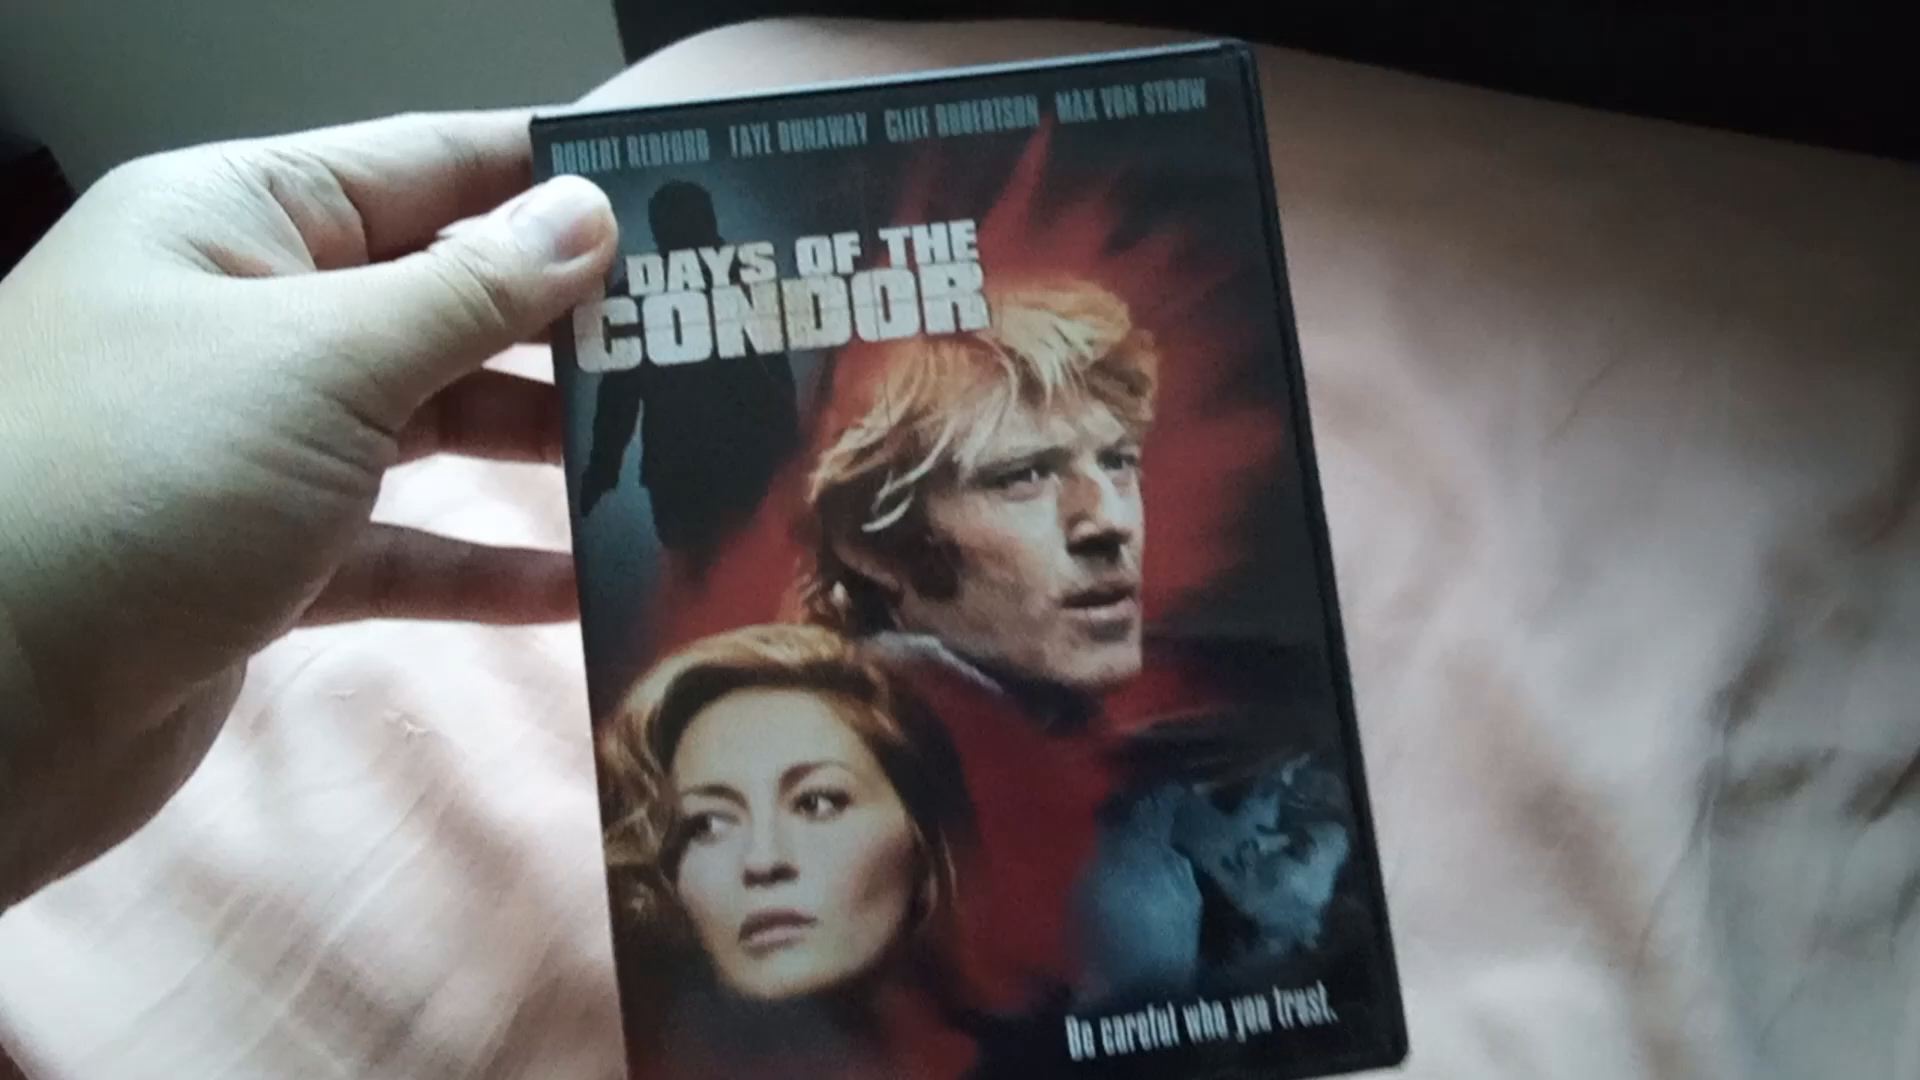 ROBERT REDFORD FAYE DUNAWAY CLIFF ROBERTSON MAX VON SYDOW
DAYS OF THE
CONDOR
Be careful who you trust.